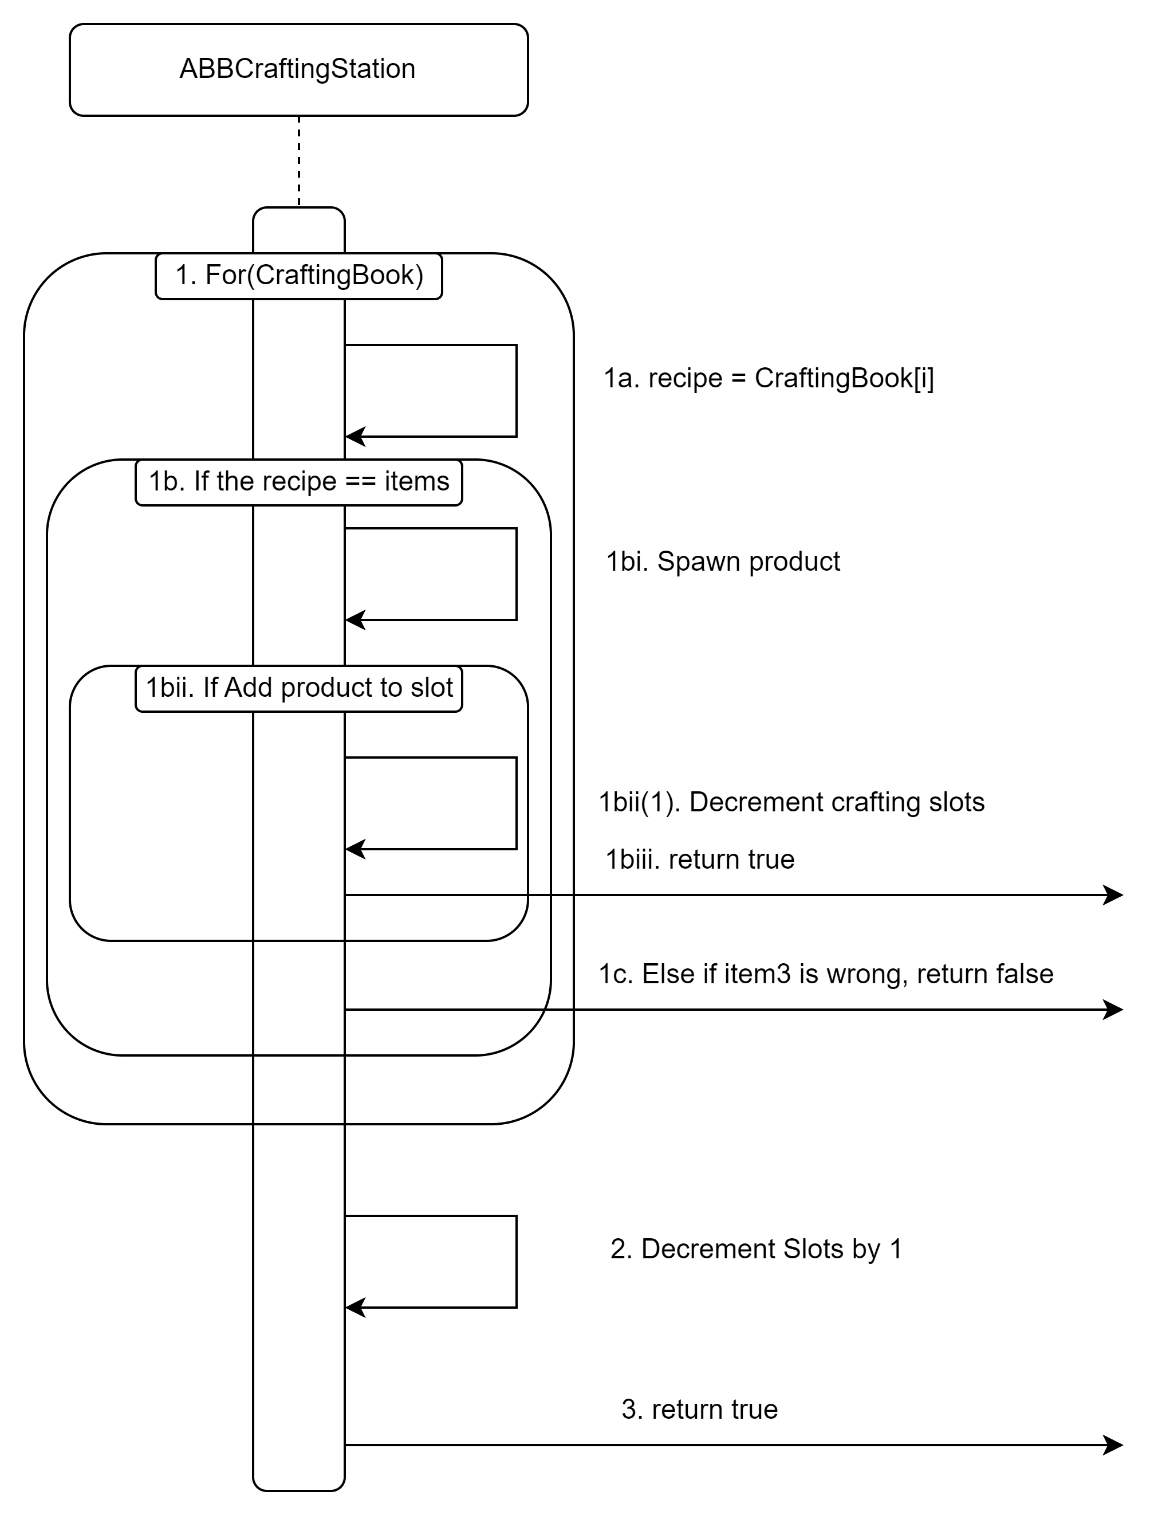 ABBCraftingStation
1. For(CraftingBook)
1a. recipe = CraftingBook[i]
1b. If the recipe == items
1bi. Spawn product
1bii. If Add product to slot
1bii(1). Decrement crafting slots
1biii. return true
1c. Else if item3 is wrong, return false
2. Decrement Slots by 1
3. return true